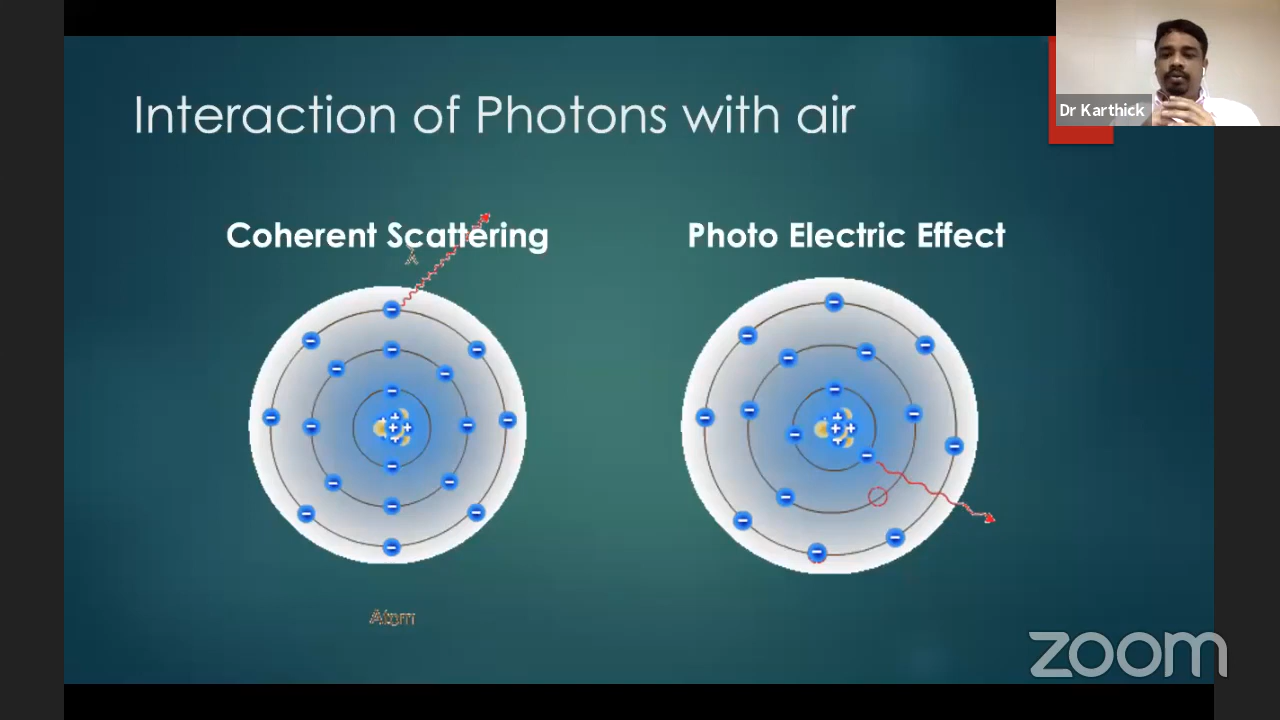 Interaction of Photons with air
Dr Karthick
Coherent Scattering
Photo Electric Effect
λ
Atom
zoom